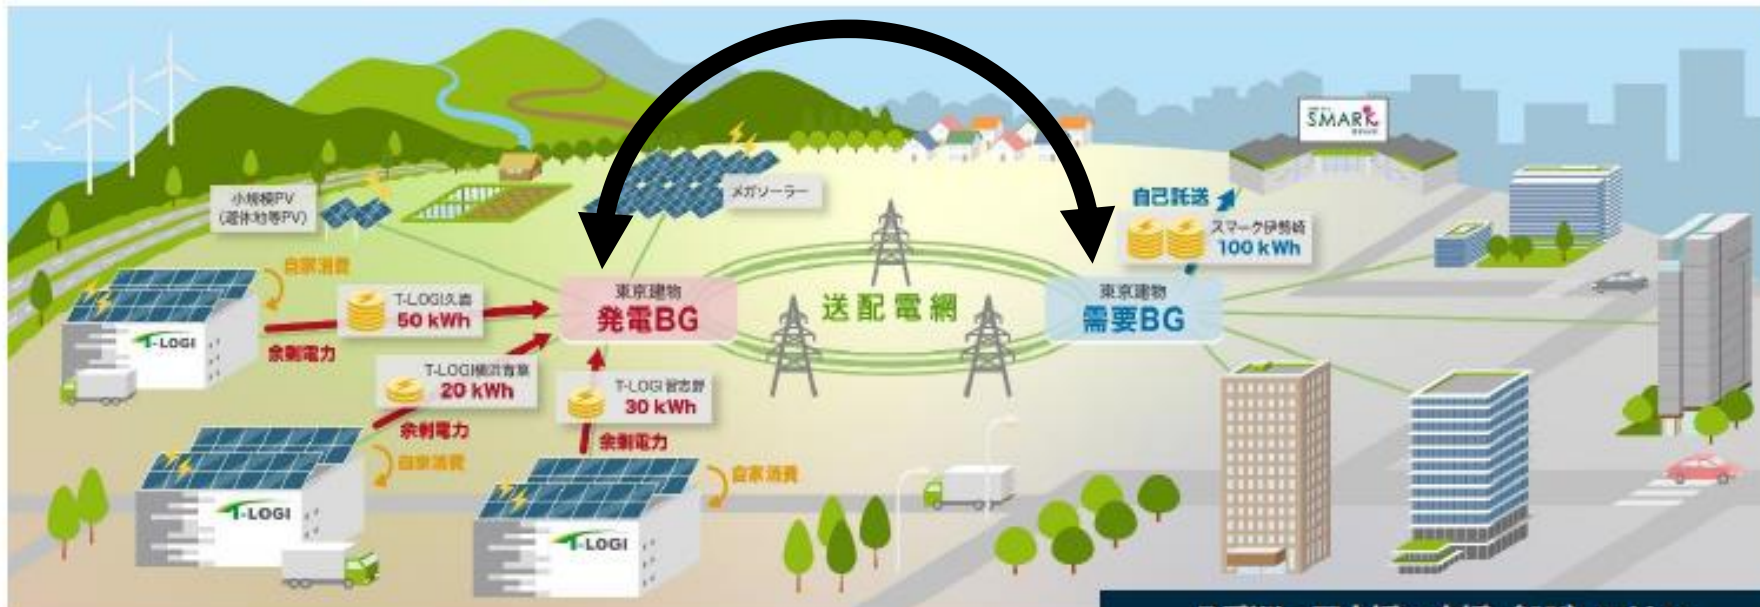 SMARK
小規模PV
(遊休地等PV)
メガソーラー
自己託送
スマーク伊勢崎
100 kWh
自家消費
T-LOGI久喜
50 kWh
余剰電力
T-LOGI
東京建物
発電BG
送配電網
東京建物
需要BG
T-LOGI横浜青葉
20 kWh
余剰電力
T-LOGI習志野
30 kWh
余剰電力
自家消費
自家消費
T-LOGI
T-LOGI